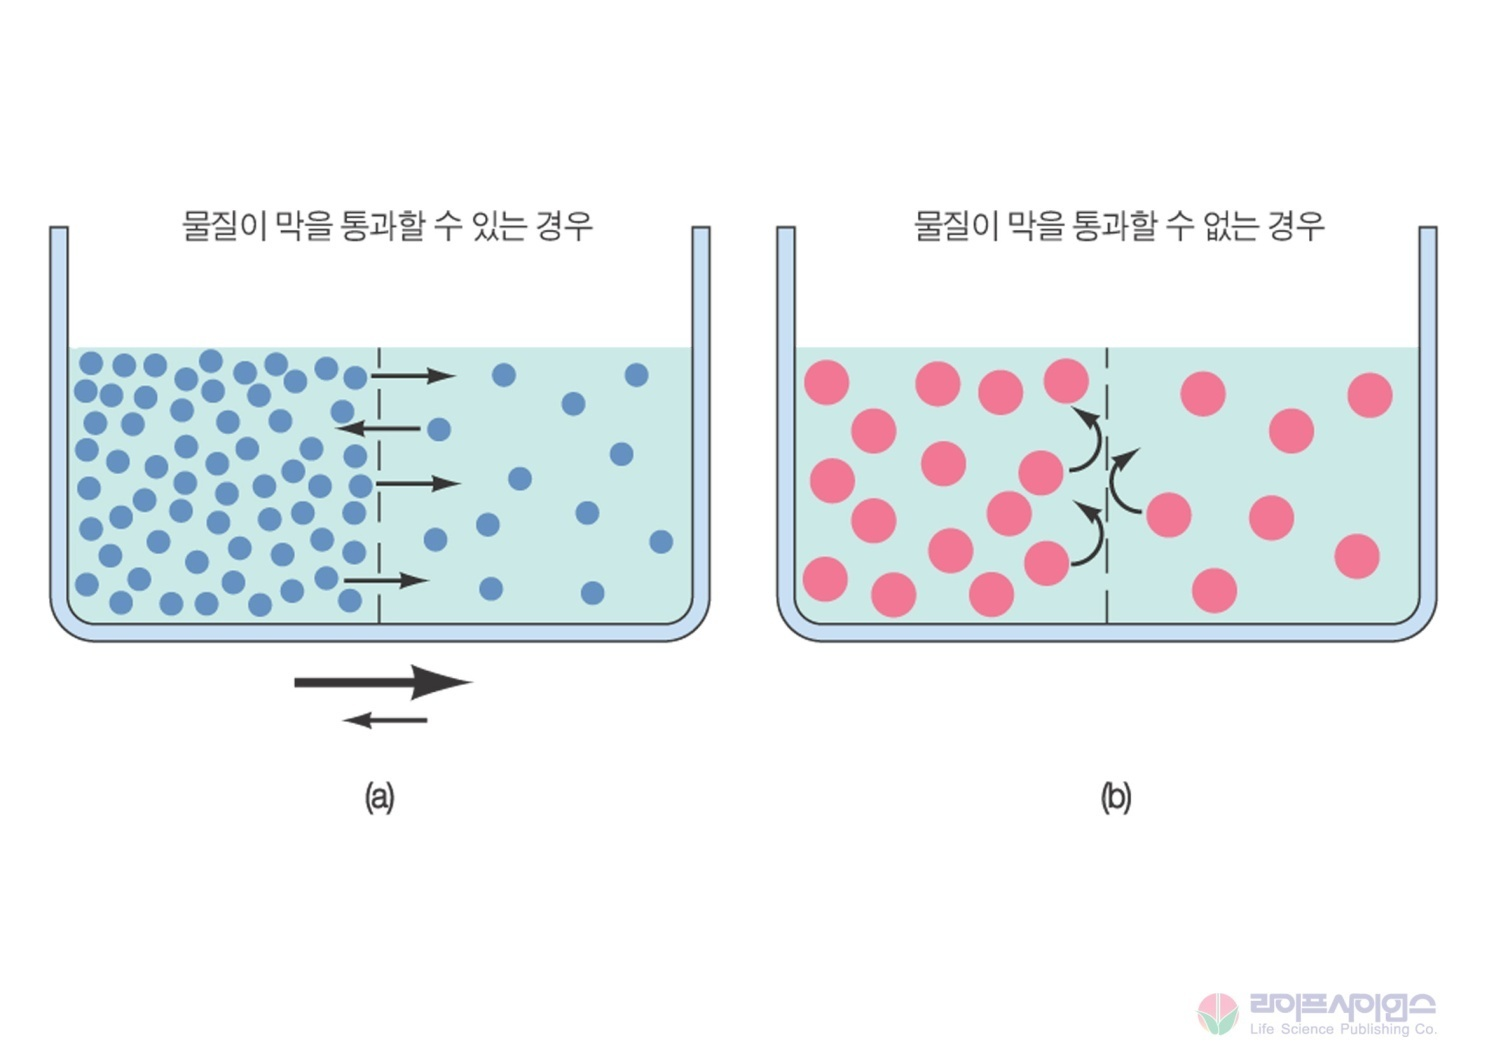 물질이 막을 통과할 수 있는 경우
물질이 막을 통과할 수 없는 경우
(a)
(b)
라이프사이언스
Life Science Publishing Co.